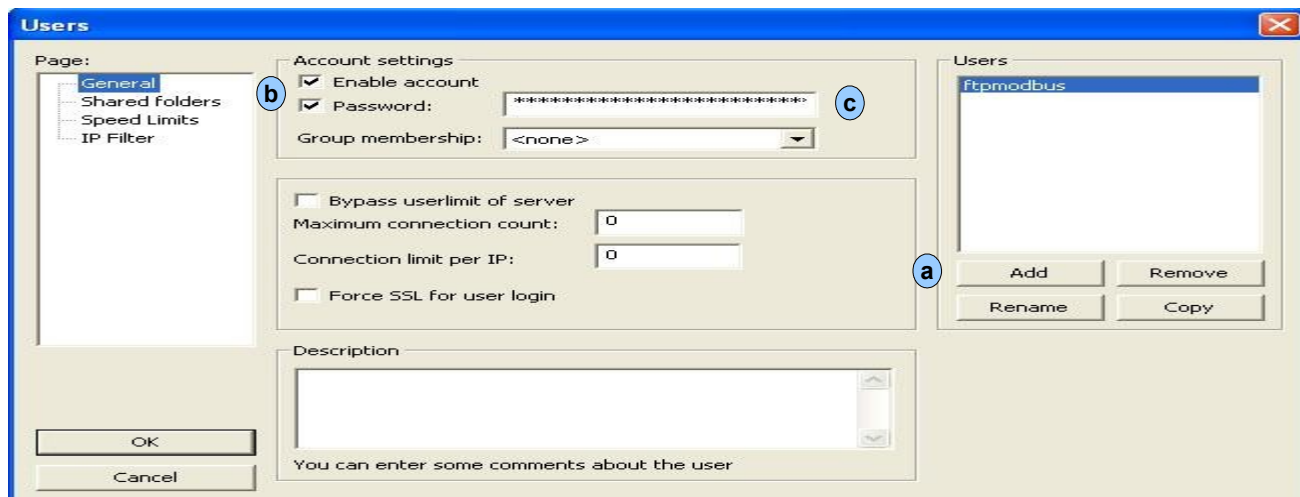 Users
Page:
General
Shared folders
Speed Limits
IP Filter
OK
Cancel
Account settings
b
Enable account
Password:
****************************
c
Group membership:
<none>
Bypass userlimit of server
Maximum connection count:
0
Connection limit per IP:
0
Force SSL for user login
Description
You can enter some comments about the user
Users
ftpmodbus
a
Add
Remove
Rename
Copy